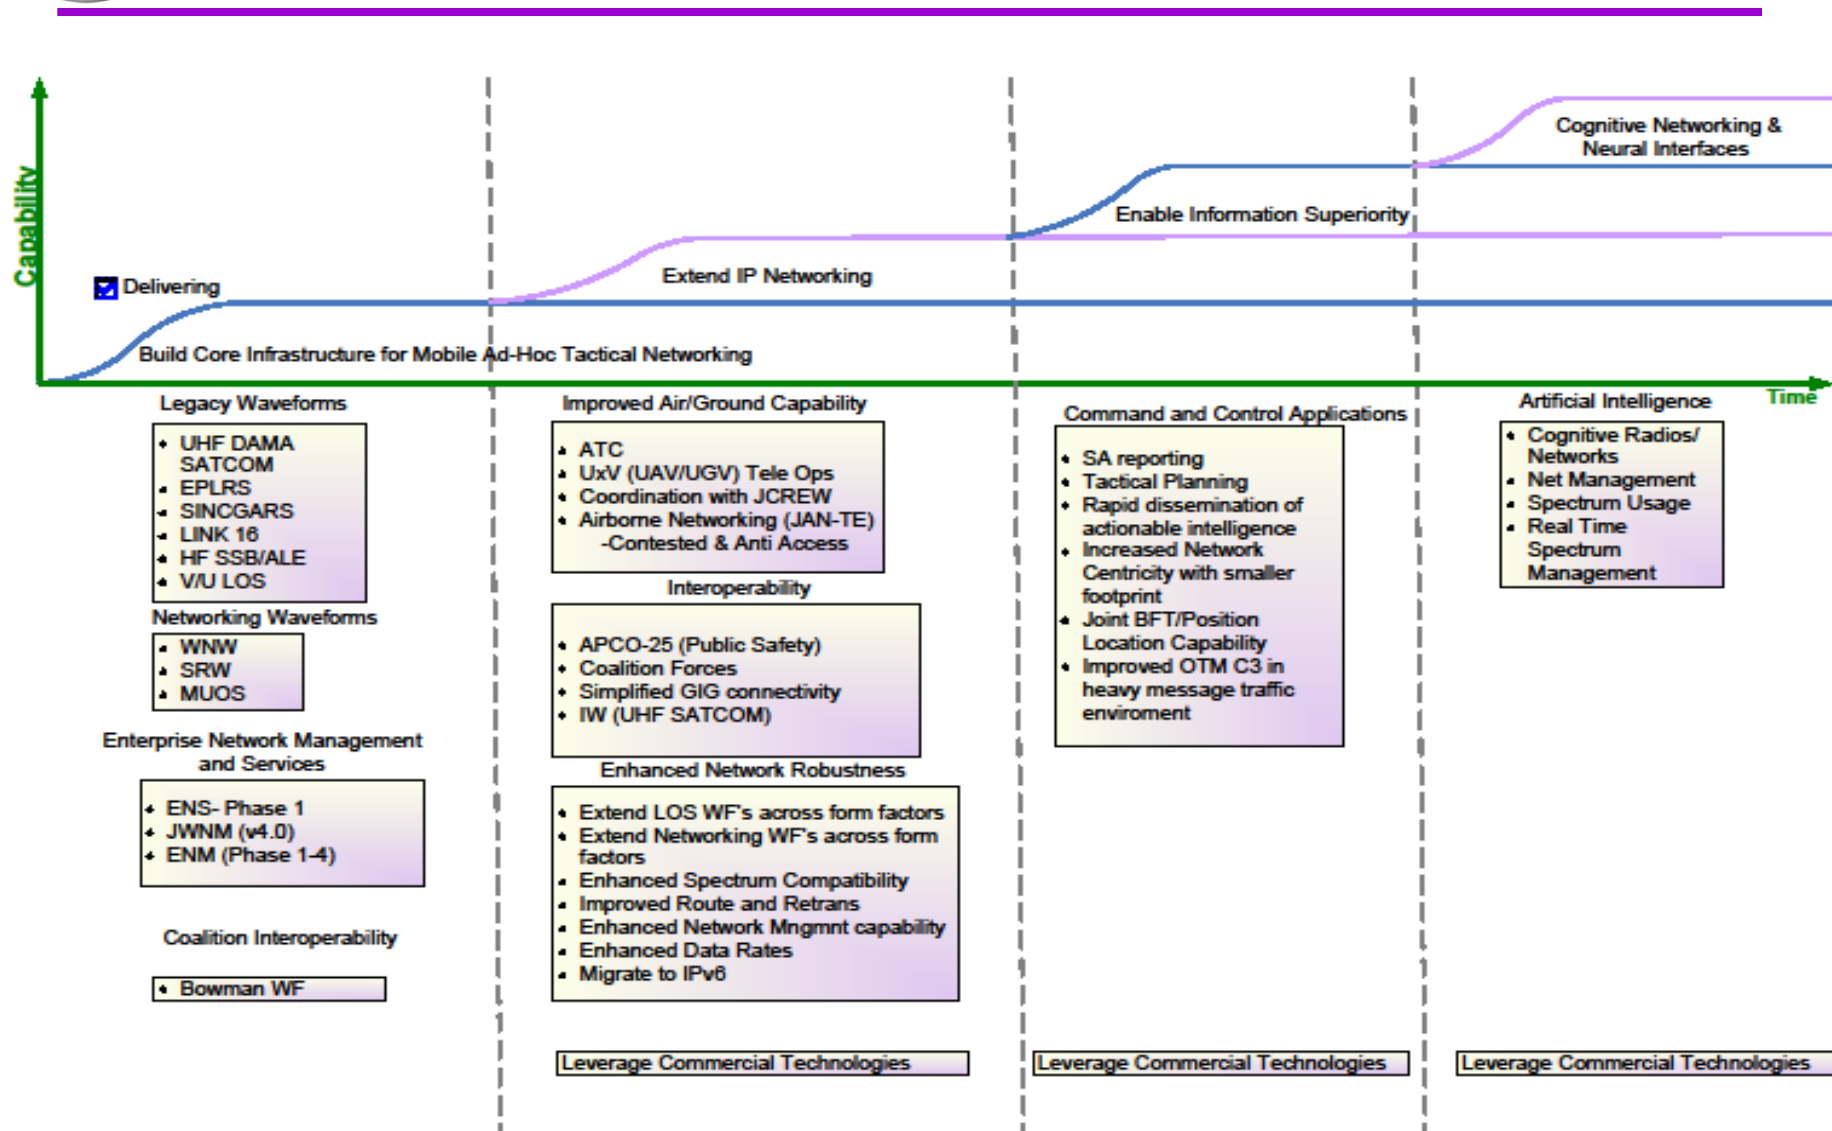 Capability
Delivering
Build Core Infrastructure for Mobile Ad-Hoc Tactical Networking
Extend IP Networking
Enable Information Superiority
Cognitive Networking &
Neural Interfaces
Time
Legacy Waveforms
• UHF DAMA
SATCOM
• EPLRS
• SINCGARS
• LINK 16
• HF SSB/ALE
• V/U LOS
Networking Waveforms
• WNW
• SRW
• MUOS
Enterprise Network Management
and Services
• ENS- Phase 1
• JWNM (v4.0)
• ENM (Phase 1-4)
Coalition Interoperability
• Bowman WF
Improved Air/Ground Capability
• ATC
• UxV (UAV/UGV) Tele Ops
• Coordination with JCREW
• Airborne Networking (JAN-TE)
-Contested & Anti Access
Interoperability
• APCO-25 (Public Safety)
• Coalition Forces
• Simplified GIG connectivity
• IW (UHF SATCOM)
Enhanced Network Robustness
• Extend LOS WF's across form factors
• Extend Networking WF's across form
factors
• Enhanced Spectrum Compatibility
• Improved Route and Retrans
• Enhanced Network Mngmnt capability
• Enhanced Data Rates
• Migrate to IPv6
Leverage Commercial Technologies
Command and Control Applications
• SA reporting
• Tactical Planning
• Rapid dissemination of
actionable intelligence
• Increased Network
Centricity with smaller
footprint
• Joint BFT/Position
Location Capability
• Improved OTM C3 in
heavy message traffic
enviroment
Leverage Commercial Technologies
Artificial Intelligence
• Cognitive Radios/
Networks
• Net Management
• Spectrum Usage
• Real Time
Spectrum
Management
Leverage Commercial Technologies